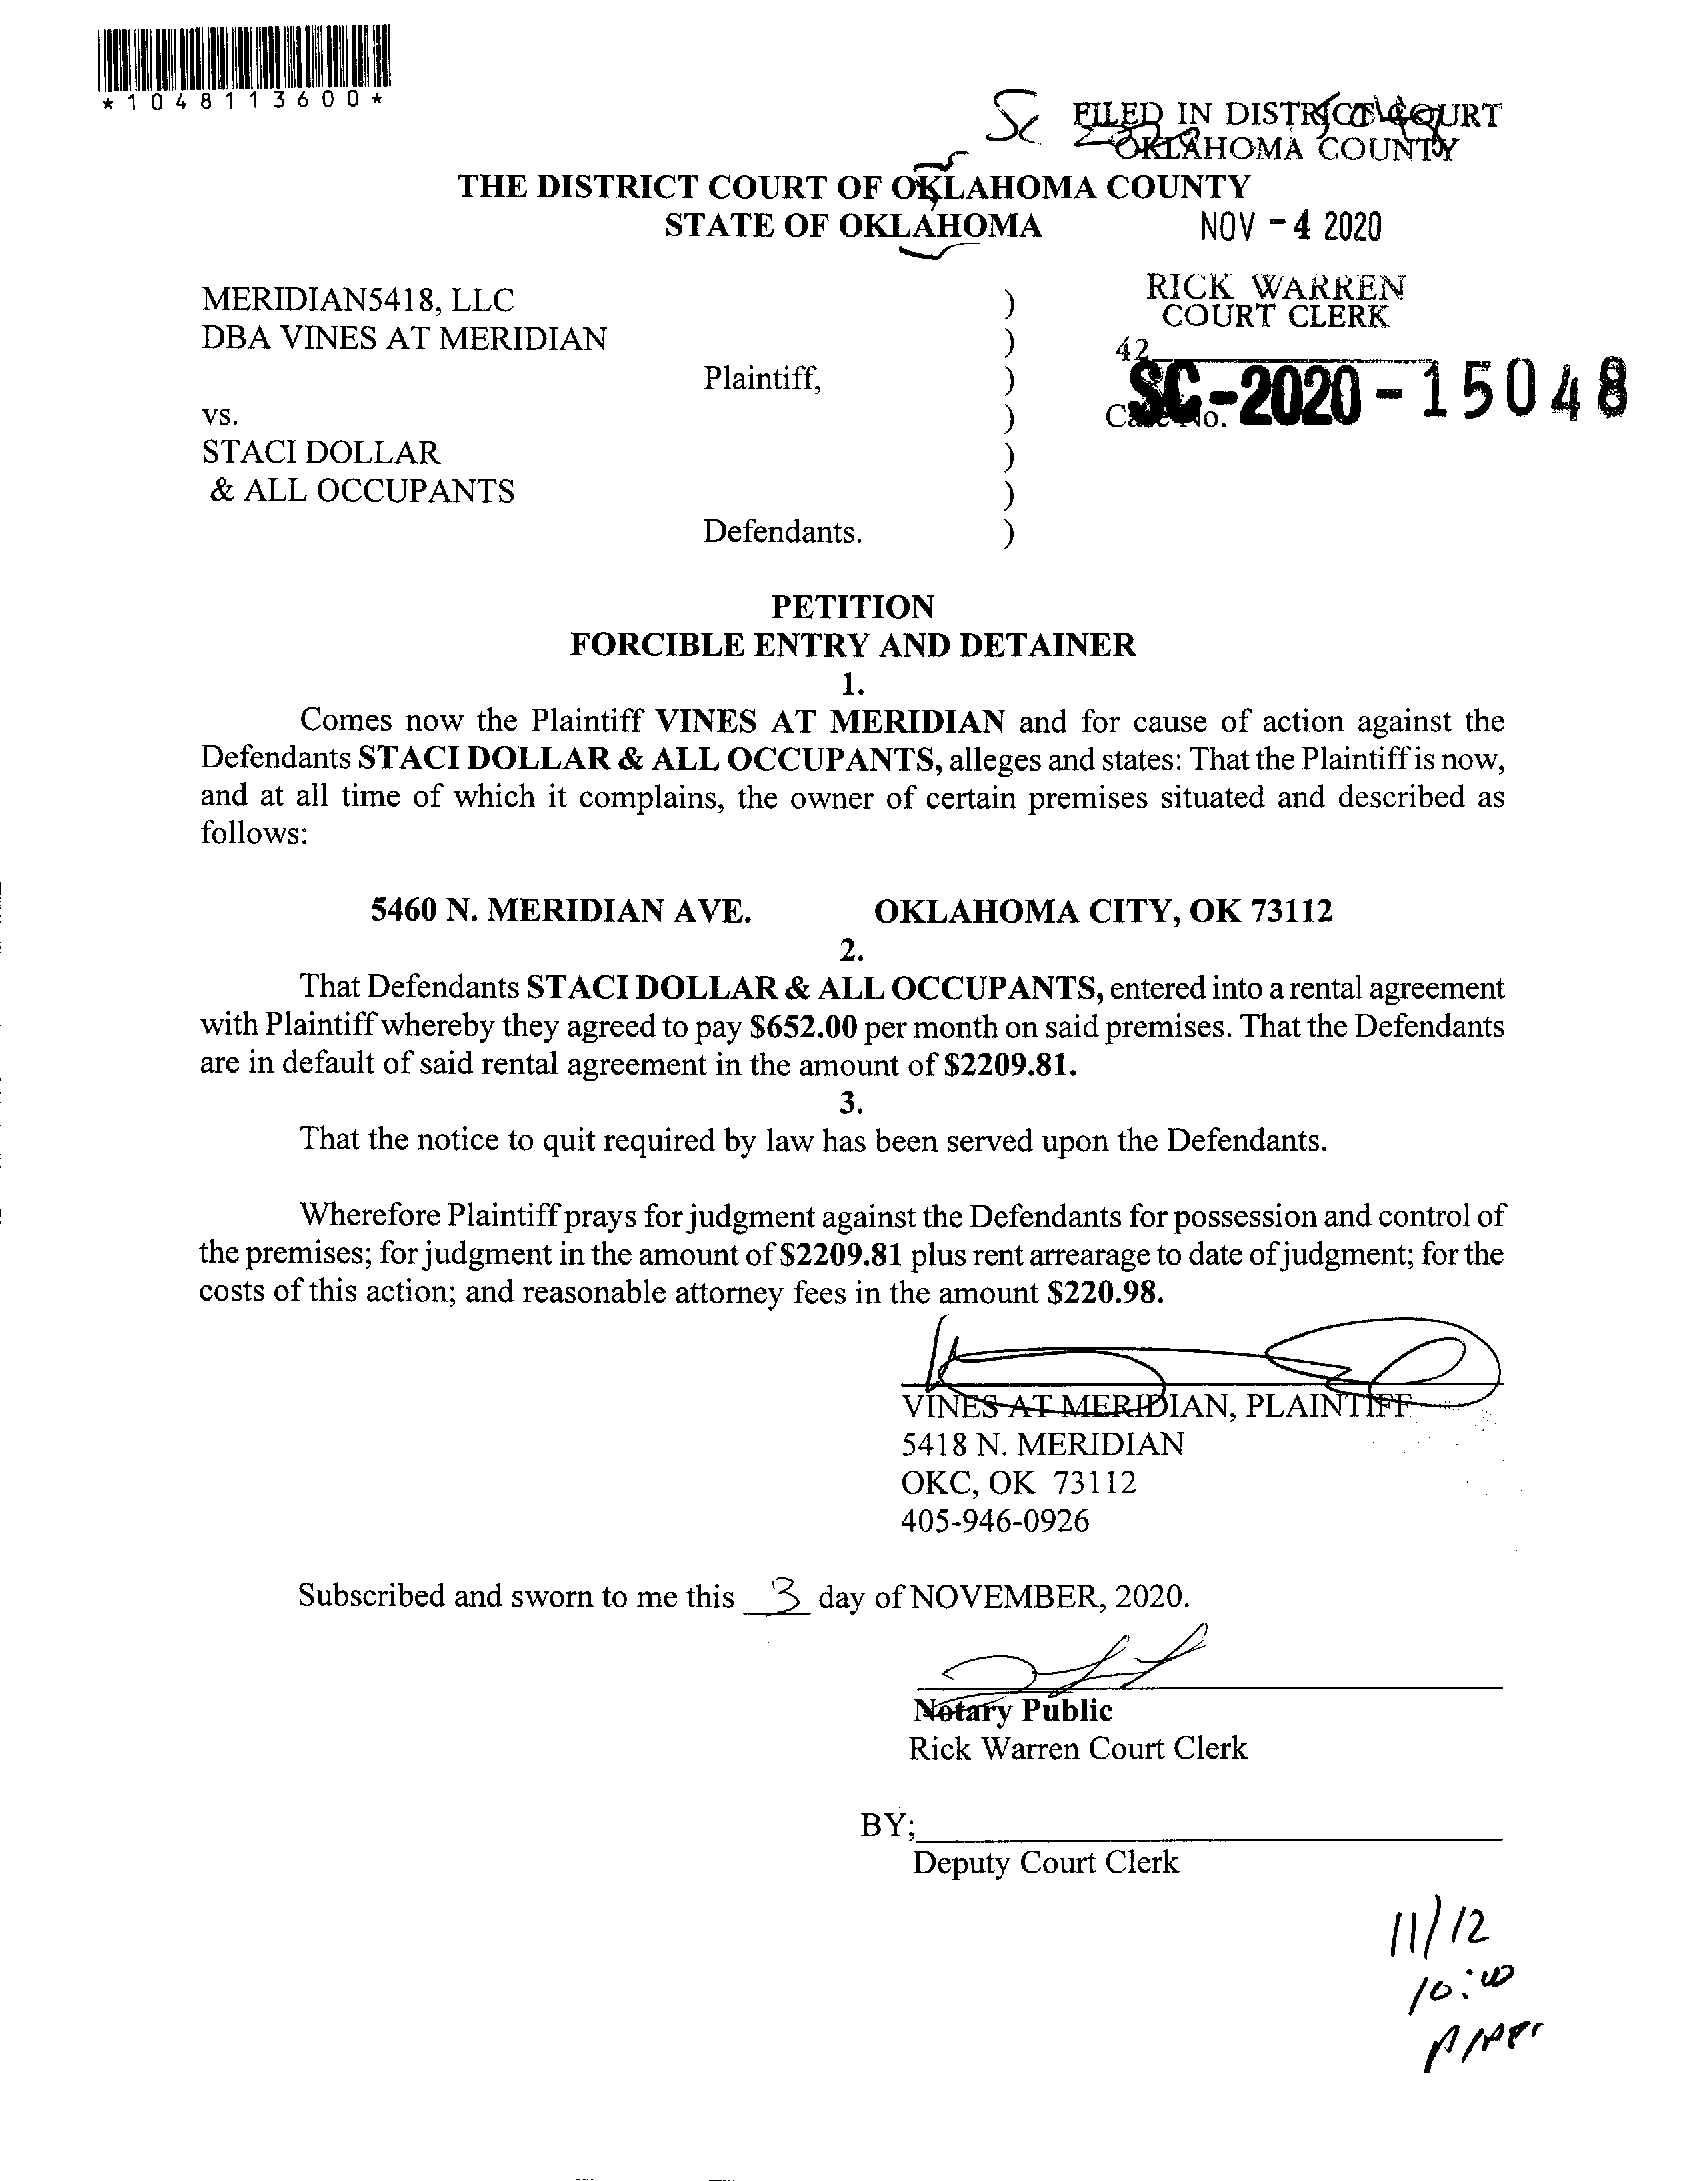 *1048113600*
SC FILED IN DISTRICT COURT
OKLAHOMA COUNTY
THE DISTRICT COURT OF OKLAHOMA COUNTY
STATE OF OKLAHOMA
NOV - 4 2020
MERIDIAN5418, LLC )
RICK WARREN
COURT CLERK
DBA VINES AT MERIDIAN )
42
Plaintiff, )
vs. ) Case No. SC-2020-15048
STACI DOLLAR )
& ALL OCCUPANTS )
Defendants. )
PETITION
FORCIBLE ENTRY AND DETAINER
1.
Comes now the Plaintiff VINES AT MERIDIAN and for cause of action against the
Defendants STACI DOLLAR & ALL OCCUPANTS, alleges and states: That the Plaintiff is now,
and at all time of which it complains, the owner of certain premises situated and described as
follows:
5460 N. MERIDIAN AVE. OKLAHOMA CITY, OK 73112
2.
That Defendants STACI DOLLAR & ALL OCCUPANTS, entered into a rental agreement
with Plaintiff whereby they agreed to pay $652.00 per month on said premises. That the Defendants
are in default of said rental agreement in the amount of $2209.81.
3.
That the notice to quit required by law has been served upon the Defendants.
Wherefore Plaintiff prays for judgment against the Defendants for possession and control of
the premises; for judgment in the amount of $2209.81 plus rent arrearage to date of judgment; for the
costs of this action; and reasonable attorney fees in the amount $220.98.
VINES AT MERIDIAN, PLAINTIFF
5418 N. MERIDIAN
OKC, OK 73112
405-946-0926
Subscribed and sworn to me this 3 day of NOVEMBER, 2020.
Notary Public
Rick Warren Court Clerk
BY;
Deputy Court Clerk
11/12
10:00